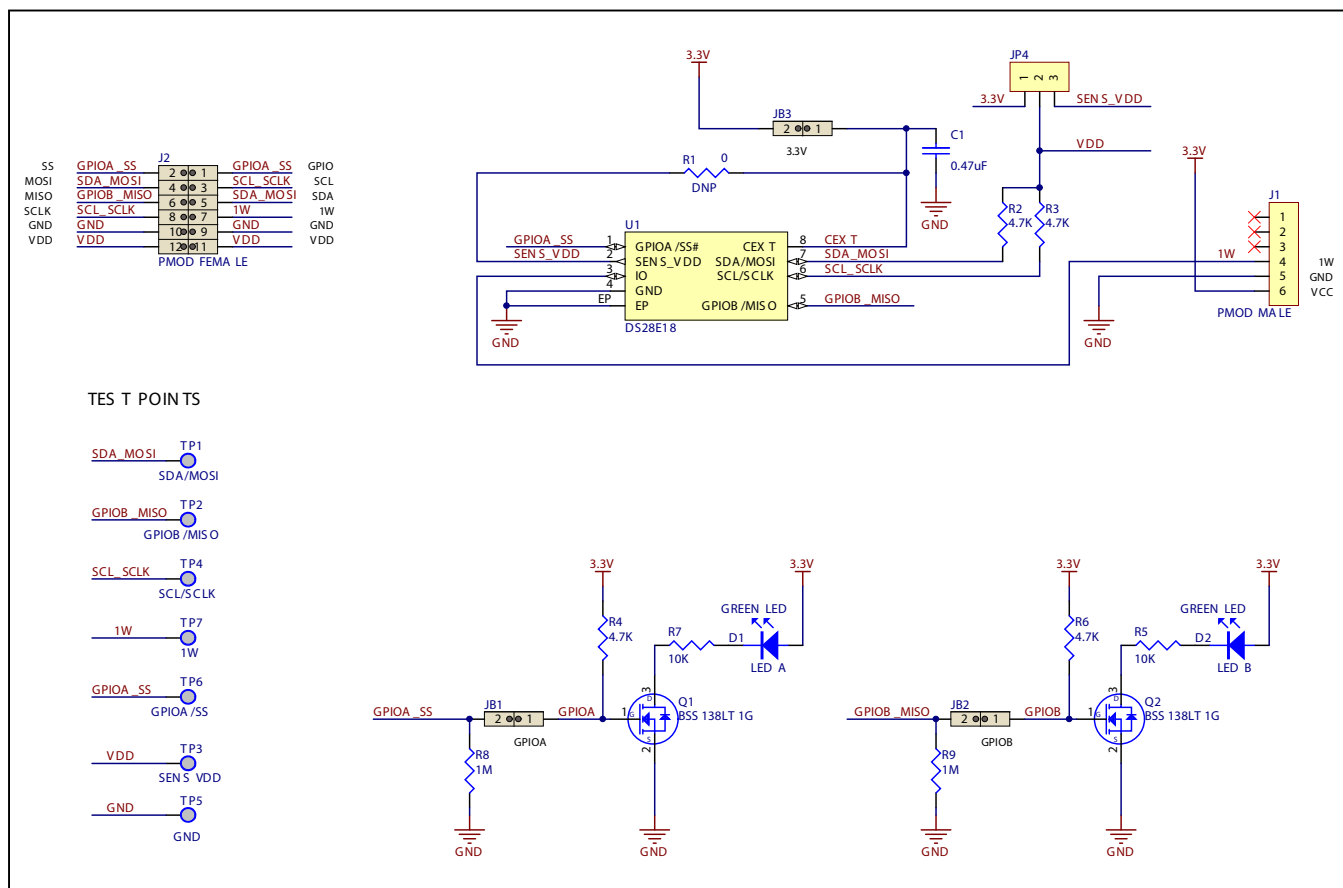 3.3V
JP4
1 2 3
3.3V
SENS_VDD
JB3
2 1
3.3V
C1
0.47uF
GND
VDD
3.3V
R1
0
DNP
J2
SS GPIOA_SS 2 1 GPIOA_SS GPIO
MOSI SDA_MOSI 4 3 SCL_SCLK SCL
MISO GPIOB_MISO 6 5 SDA_MOSI SDA
SCLK SCL_SCLK 8 7 1W 1W
GND GND 10 9 GND GND
VDD VDD 12 11 VDD VDD
PMOD FEMALE
R2
4.7K
R3
4.7K
U1
GPIOA_SS 1 GPIOA/SS# CEXT 8 CEXT
SENS_VDD 2 SENS_VDD SDA/MOSI 7 SDA_MOSI
3 IO SCL/SCLK 6 SCL_SCLK
4 GND
EP EP GPIOB/MISO 5 GPIOB_MISO
DS28E18
GND
J1
1
2
3
1W 4 1W
5 GND
6 VCC
PMOD MALE
GND
TEST POINTS
TP1
SDA_MOSI
SDA/MOSI
TP2
GPIOB_MISO
GPIOB/MISO
TP4
SCL_SCLK
SCL/SCLK
TP7
1W
1W
TP6
GPIOA_SS
GPIOA/SS
TP3
VDD
SENS VDD
TP5
GND
GND
3.3V
3.3V
GREEN LED
R4
4.7K
R7
10K
D1
LED A
GPIOA_SS
JB1
2 1
GPIOA
GPIOA
1 G
3
D
S
2
Q1
BSS138LT1G
R8
1M
GND
GND
3.3V
3.3V
GREEN LED
R6
4.7K
R5
10K
D2
LED B
GPIOB_MISO
JB2
2 1
GPIOB
GPIOB
1 G
3
D
S
2
Q2
BSS138LT1G
R9
1M
GND
GND